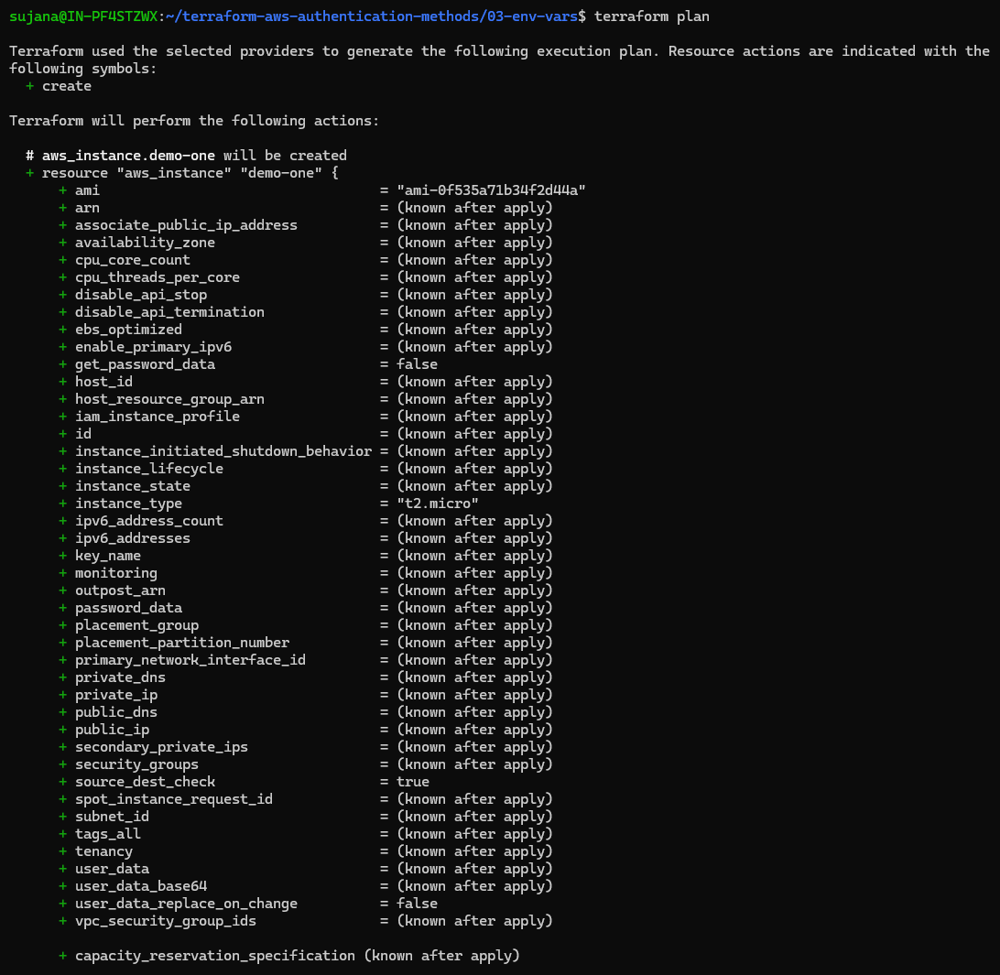 sujana@IN-PF4STZWX:~/terraform-aws-authentication-methods/03-env-vars$ terraform plan

Terraform used the selected providers to generate the following execution plan. Resource actions are indicated with the
following symbols:
  + create

Terraform will perform the following actions:

  # aws_instance.demo-one will be created
  + resource "aws_instance" "demo-one" {
      + ami                                  = "ami-0f535a71b34f2d44a"
      + arn                                  = (known after apply)
      + associate_public_ip_address          = (known after apply)
      + availability_zone                    = (known after apply)
      + cpu_core_count                       = (known after apply)
      + cpu_threads_per_core                 = (known after apply)
      + disable_api_stop                     = (known after apply)
      + disable_api_termination              = (known after apply)
      + ebs_optimized                        = (known after apply)
      + enable_primary_ipv6                  = (known after apply)
      + get_password_data                    = false
      + host_id                              = (known after apply)
      + host_resource_group_arn              = (known after apply)
      + iam_instance_profile                 = (known after apply)
      + id                                   = (known after apply)
      + instance_initiated_shutdown_behavior = (known after apply)
      + instance_lifecycle                   = (known after apply)
      + instance_state                       = (known after apply)
      + instance_type                        = "t2.micro"
      + ipv6_address_count                   = (known after apply)
      + ipv6_addresses                       = (known after apply)
      + key_name                             = (known after apply)
      + monitoring                           = (known after apply)
      + outpost_arn                          = (known after apply)
      + password_data                        = (known after apply)
      + placement_group                      = (known after apply)
      + placement_partition_number           = (known after apply)
      + primary_network_interface_id         = (known after apply)
      + private_dns                          = (known after apply)
      + private_ip                           = (known after apply)
      + public_dns                           = (known after apply)
      + public_ip                            = (known after apply)
      + secondary_private_ips                = (known after apply)
      + security_groups                      = (known after apply)
      + source_dest_check                    = true
      + spot_instance_request_id             = (known after apply)
      + subnet_id                            = (known after apply)
      + tags_all                             = (known after apply)
      + tenancy                              = (known after apply)
      + user_data                            = (known after apply)
      + user_data_base64                     = (known after apply)
      + user_data_replace_on_change          = false
      + vpc_security_group_ids               = (known after apply)

      + capacity_reservation_specification (known after apply)